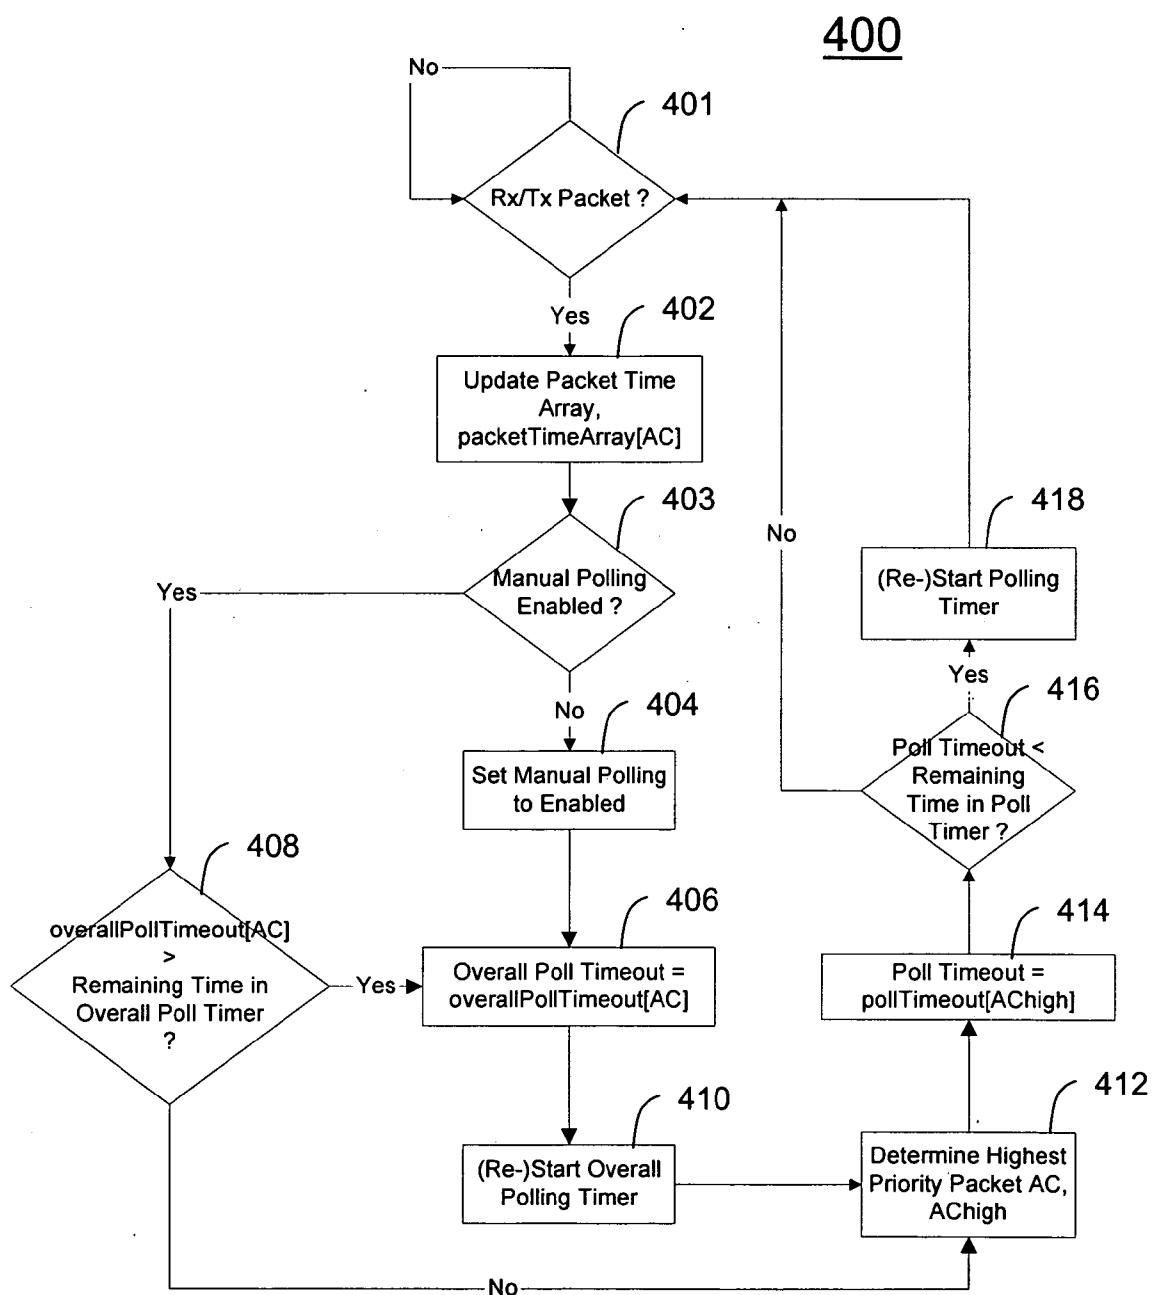 400
No
401
Rx/Tx Packet ?
Yes
402
Update Packet Time
Array,
packetTimeArray[AC]
403
Manual Polling
Enabled ?
Yes
No
418
(Re-)Start Polling
Timer
Yes
No
404
Set Manual Polling
to Enabled
416
Poll Timeout <
Remaining
Time in Poll
Timer ?
408
overallPollTimeout[AC]
>
Remaining Time in
Overall Poll Timer
?
Yes
406
Overall Poll Timeout =
overallPollTimeout[AC]
414
Poll Timeout =
pollTimeout[AChigh]
410
(Re-)Start Overall
Polling Timer
412
Determine Highest
Priority Packet AC,
AChigh
No